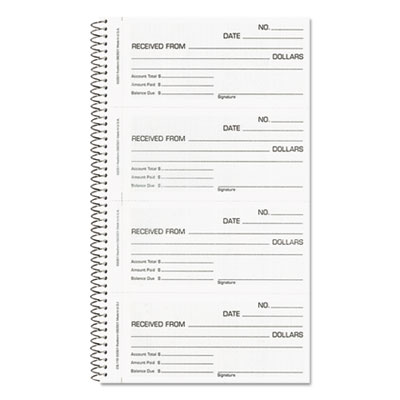 NO.
DATE
RECEIVED FROM
DOLLARS
Account Total $
Amount Paid $
Balance Due $
Signature
NO.
DATE
RECEIVED FROM
DOLLARS
Account Total $
Amount Paid $
Balance Due $
Signature
NO.
DATE
RECEIVED FROM
DOLLARS
Account Total $
Amount Paid $
Balance Due $
Signature
NO.
DATE
RECEIVED FROM
DOLLARS
Account Total $
Amount Paid $
Balance Due $
Signature